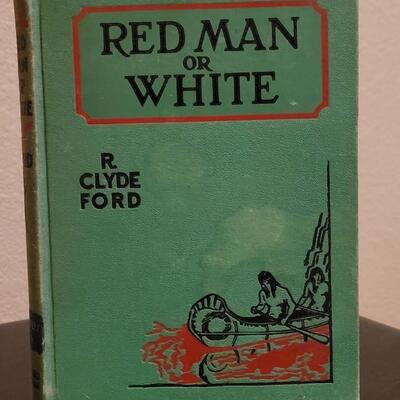 RED MAN
OR
WHITE
R.
CLYDE
FORD